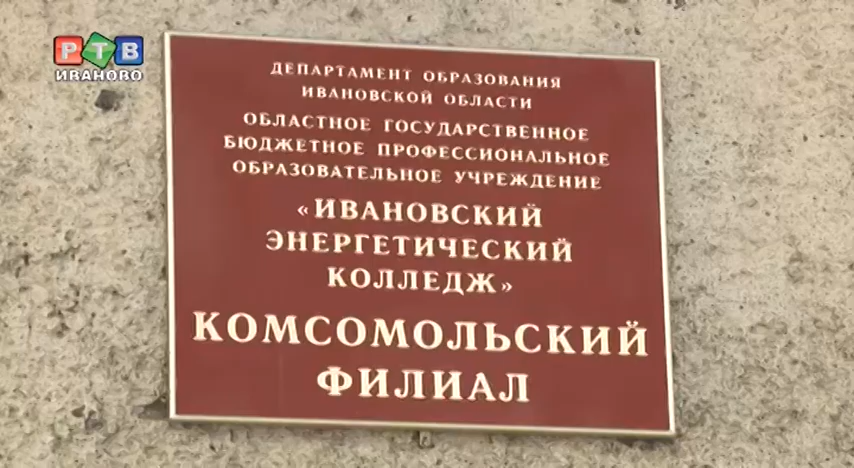 РТВ
ИВАНОВО
ДЕПАРТАМЕНТ ОБРАЗОВАНИЯ
ИВАНОВСКОЙ ОБЛАСТИ
ОБЛАСТНОЕ ГОСУДАРСТВЕННОЕ
БЮДЖЕТНОЕ ПРОФЕССИОНАЛЬНОЕ
ОБРАЗОВАТЕЛЬНОЕ УЧРЕЖДЕНИЕ
«ИВАНОВСКИЙ
ЭНЕРГЕТИЧЕСКИЙ
КОЛЛЕДЖ»
КОМСОМОЛЬСКИЙ
ФИЛИАЛ